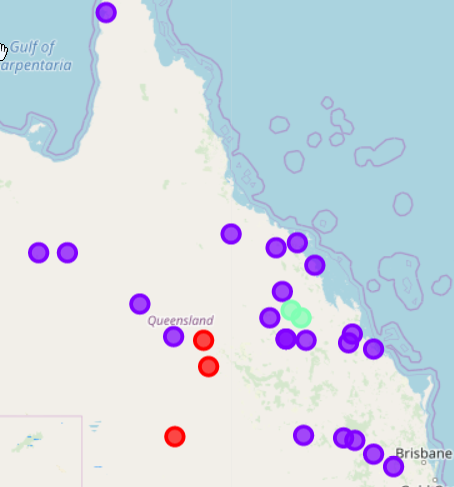 Gulf of
arpentaria
Queensland
Brisbane